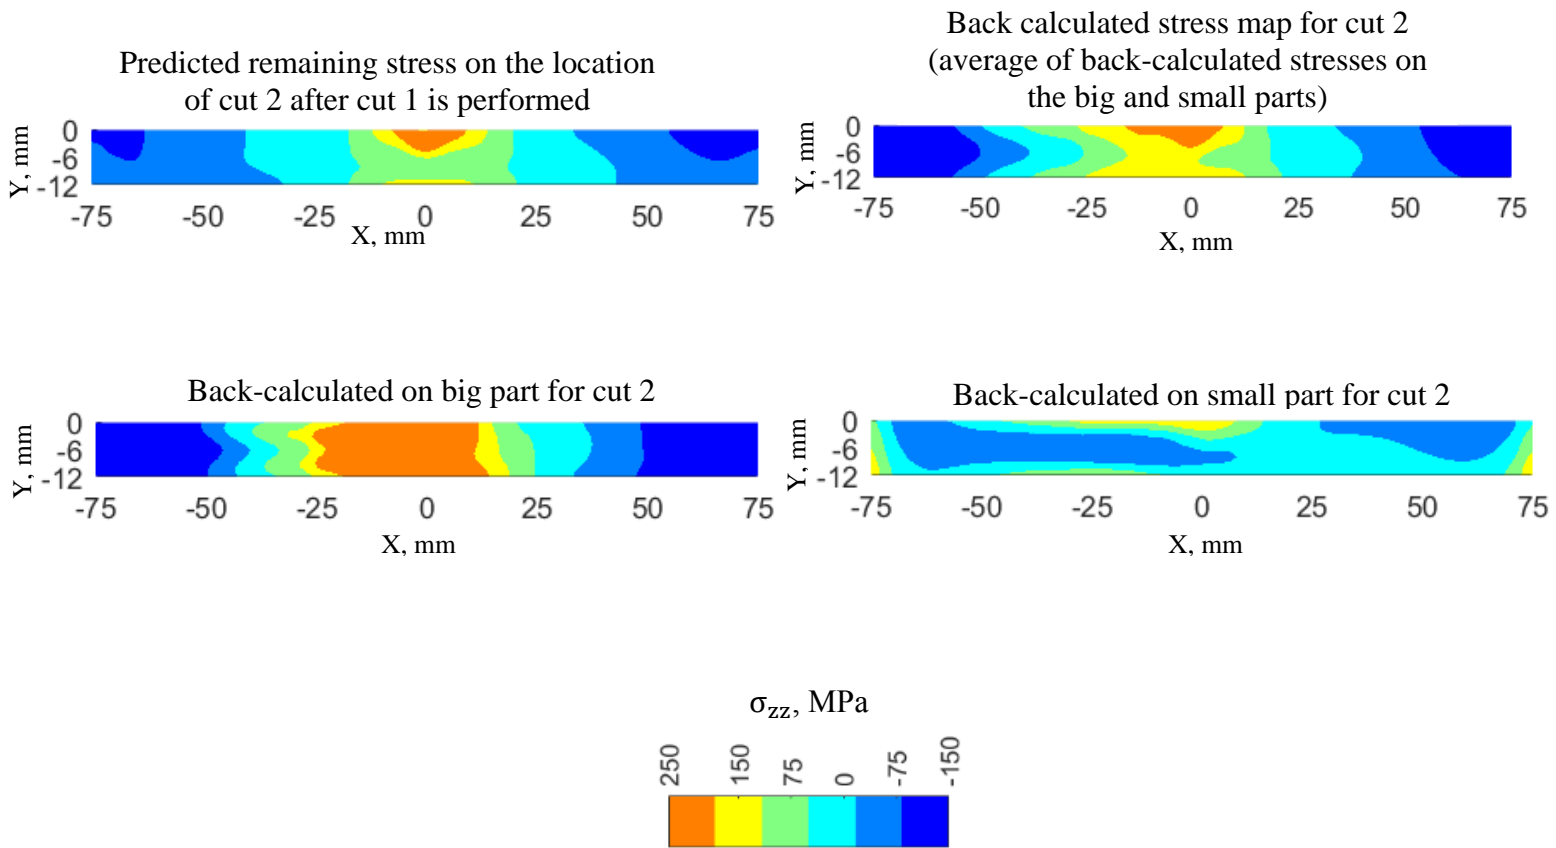 Predicted remaining stress on the location
of cut 2 after cut 1 is performed
Y, mm
0
-6
-12
-75 -50 -25 0 25 50 75
X, mm
Back calculated stress map for cut 2
(average of back-calculated stresses on
the big and small parts)
Y, mm
0
-6
-12
-75 -50 -25 0 25 50 75
X, mm
Back-calculated on big part for cut 2
Y, mm
0
-6
-12
-75 -50 -25 0 25 50 75
X, mm
Back-calculated on small part for cut 2
Y, mm
0
-6
-12
-75 -50 -25 0 25 50 75
X, mm
σzz, MPa
250 150 75 0 -75 -150